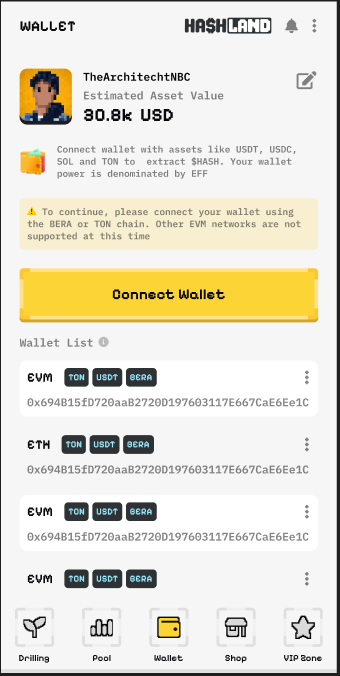 WALLET
HASHLAND
TheArchitechtNBC
Estimated Asset Value
30.8k USD
Connect wallet with assets like USDT, USDC,
SOL and TON to extract $HASH. Your wallet
power is denominated by EFF
To continue, please connect your wallet using
the BERA or TON chain. Other EVM networks are not
supported at this time
Connect Wallet
Wallet List
EVM TON USDT BERA
0x694B15fD720aaB2720D197603117E667CaE6Ee1C
ETH TON USDT BERA
0x694B15fD720aaB2720D197603117E667CaE6Ee1C
EVM TON USDT BERA
0x694B15fD720aaB2720D197603117E667CaE6Ee1C
EVM TON USDT BERA
Drilling Pool Wallet Shop VIP Zone